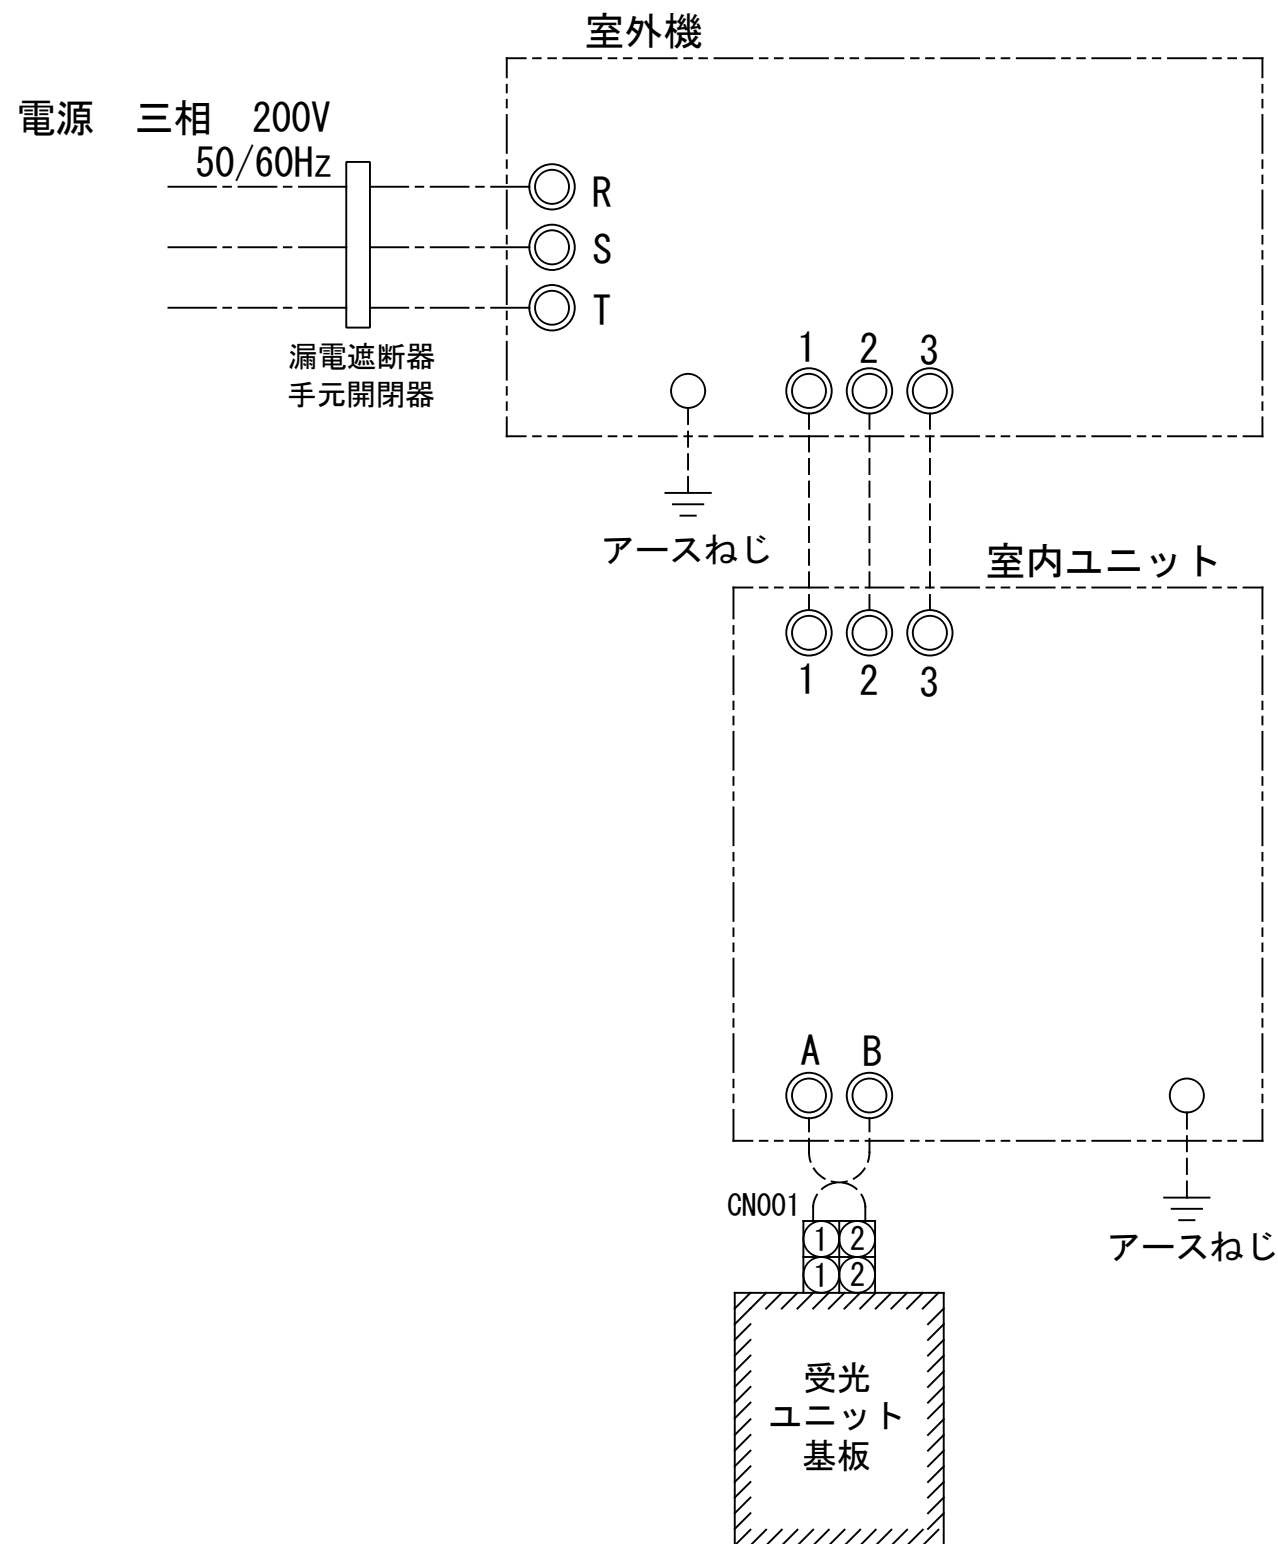 室外機
電源　三相　200V
50/60Hz
R
S
T
漏電遮断器
手元開閉器
1 2 3
アースねじ
室内ユニット
1 2 3
A B
CN001
1 2
1 2
アースねじ
受光
ユニット
基板